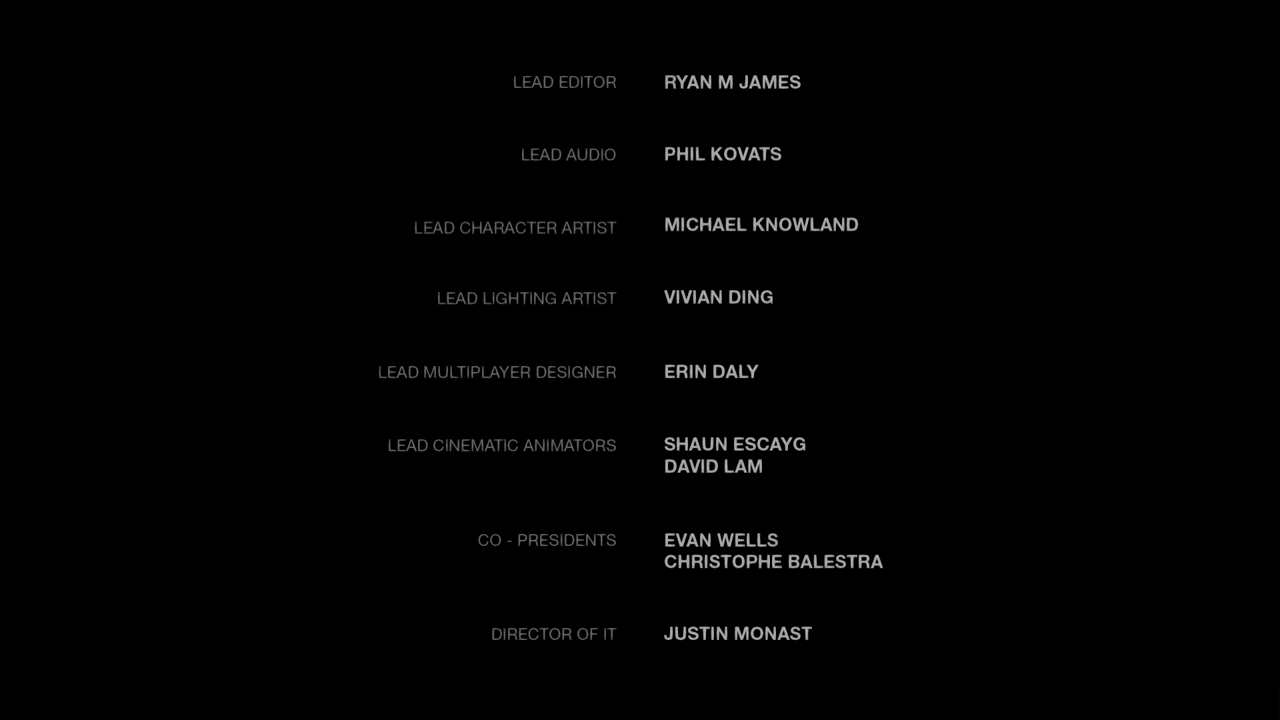 LEAD EDITOR RYAN M JAMES
LEAD AUDIO PHIL KOVATS
LEAD CHARACTER ARTIST MICHAEL KNOWLAND
LEAD LIGHTING ARTIST VIVIAN DING
LEAD MULTIPLAYER DESIGNER ERIN DALY
LEAD CINEMATIC ANIMATORS SHAUN ESCAYG
DAVID LAM
CO - PRESIDENTS EVAN WELLS
CHRISTOPHE BALESTRA
DIRECTOR OF IT JUSTIN MONAST